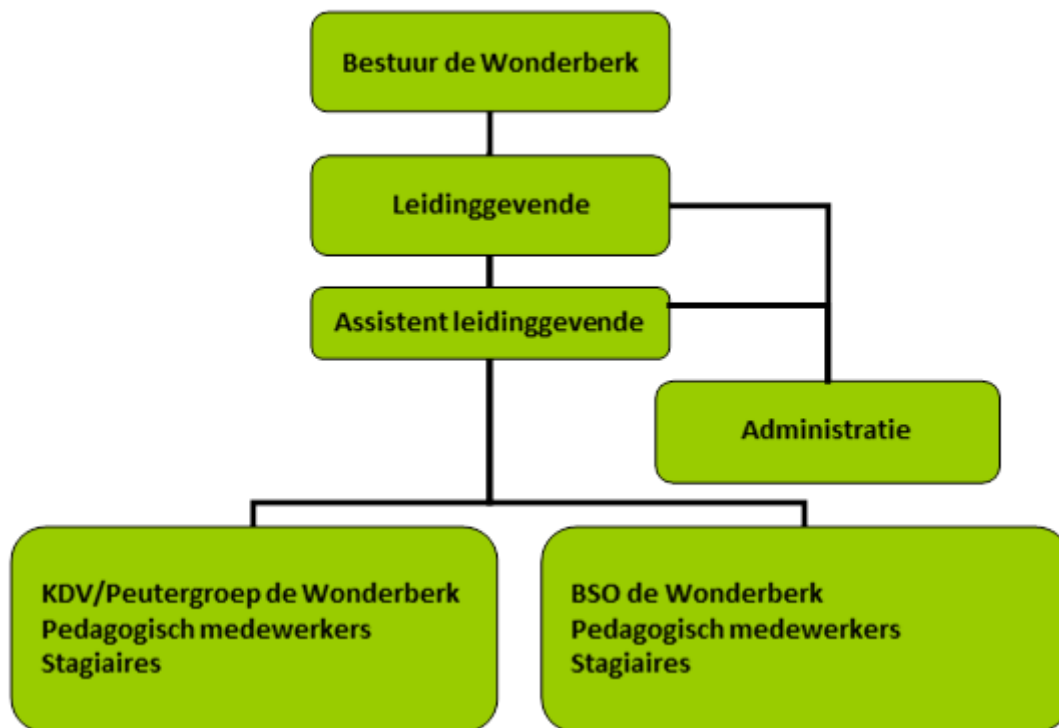 Bestuur de Wonderberk
Leidinggevende
Assistent leidinggevende
Administratie
KDV/Peutergroep de Wonderberk
Pedagogisch medewerkers
Stagiaires
BSO de Wonderberk
Pedagogisch medewerkers
Stagiaires